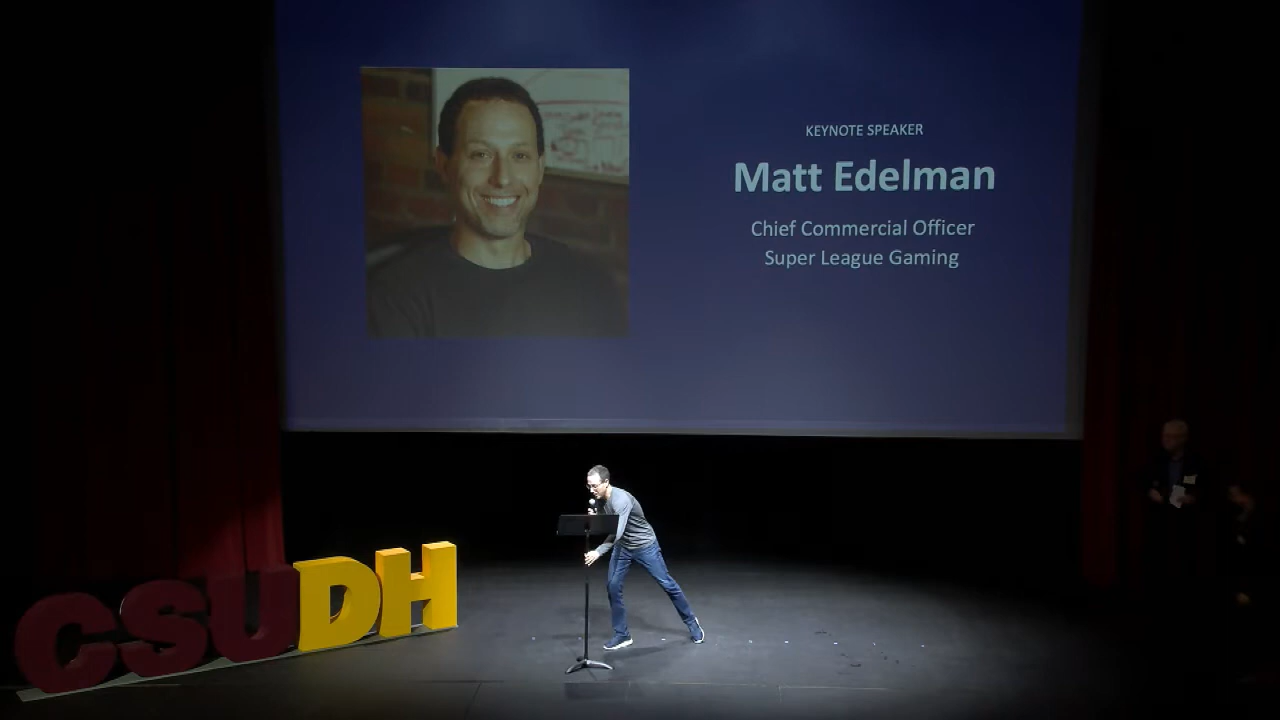 KEYNOTE SPEAKER
Matt Edelman
Chief Commercial Officer
Super League Gaming
CSUDH